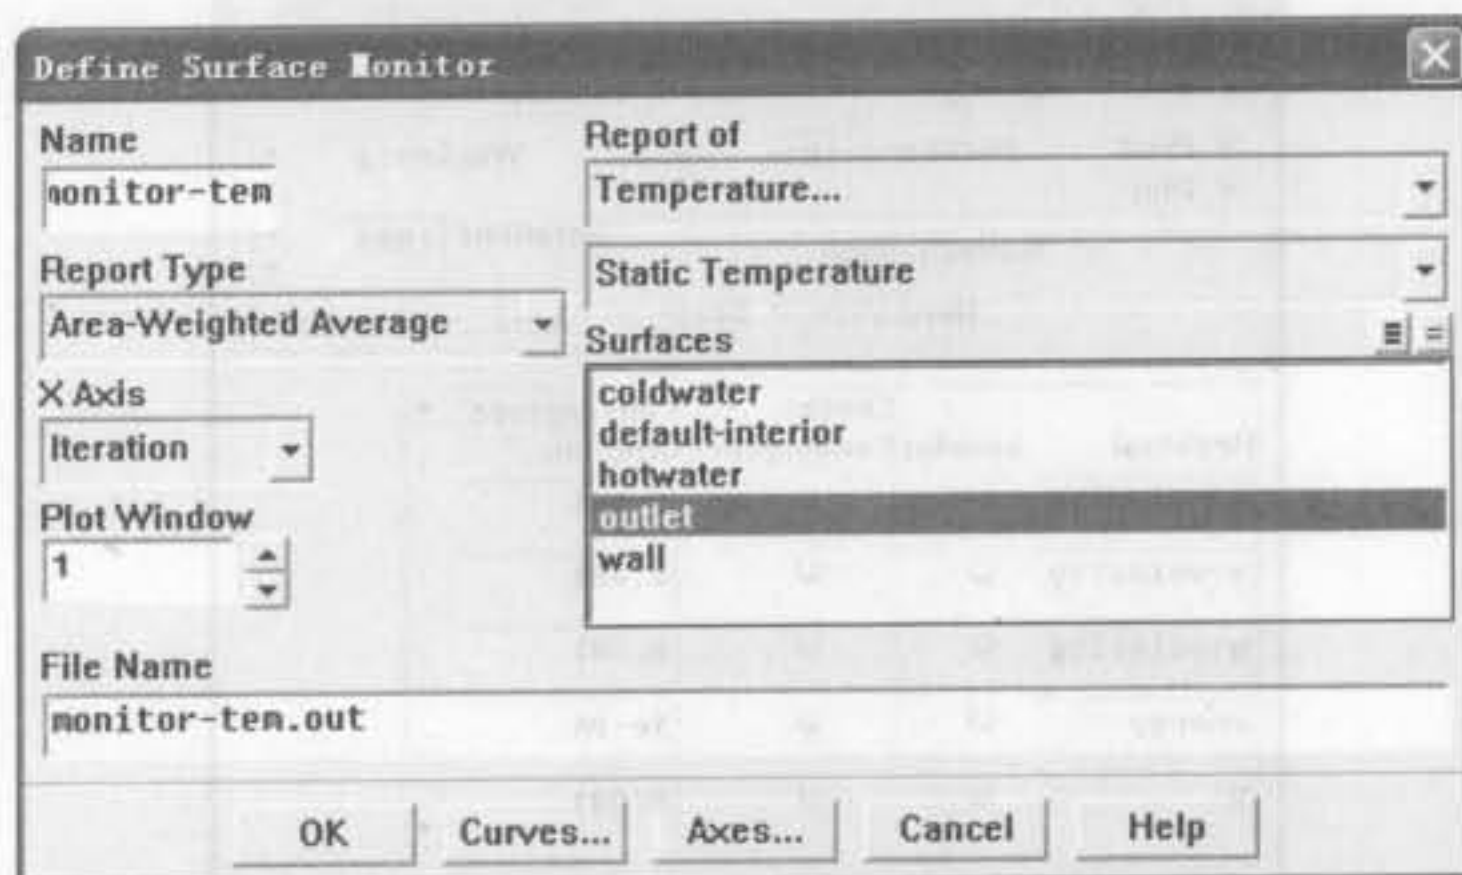 Define Surface Monitor
Name
monitor-tem
Report Type
Area-Weighted Average
X Axis
Iteration
Plot Window
1
Report of
Temperature...
Static Temperature
Surfaces
coldwater
default-interior
hotwater
outlet
wall
File Name
monitor-tem.out
OK
Curves...
Axes...
Cancel
Help